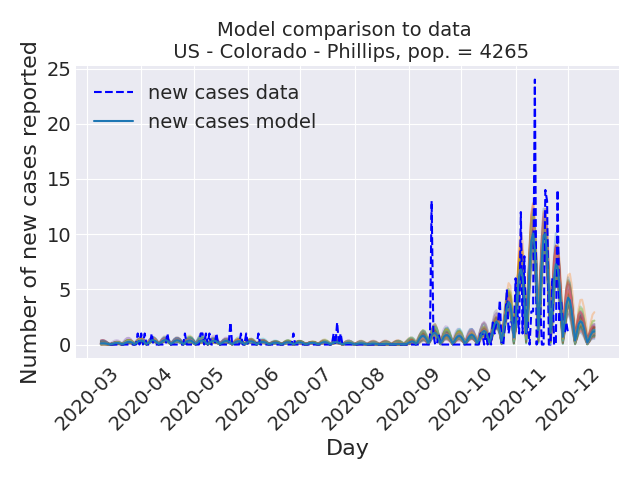 Model comparison to data
US - Colorado - Phillips, pop. = 4265
Number of new cases reported
25
20
15
10
5
0
new cases data
new cases model
2020-03
2020-04
2020-05
2020-06
2020-07
2020-08
2020-09
2020-10
2020-11
2020-12
Day